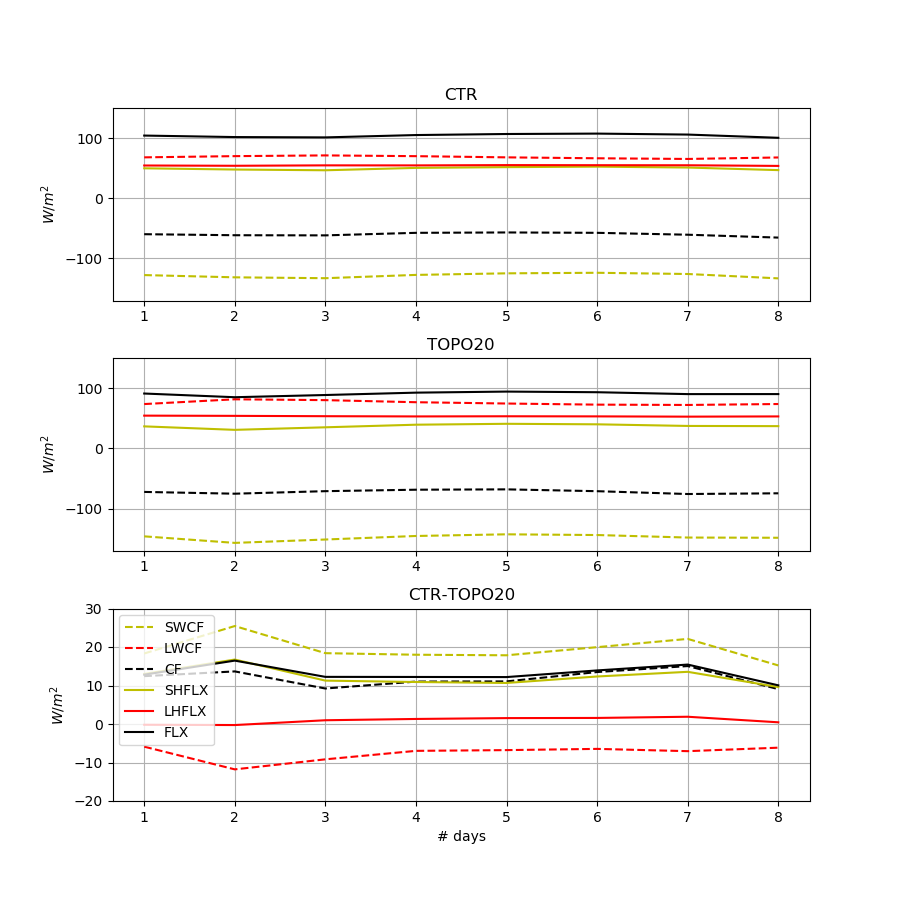 CTR
100
0
−100
W/m²
1 2 3 4 5 6 7 8
TOPO20
100
0
−100
W/m²
1 2 3 4 5 6 7 8
CTR-TOPO20
30
20
10
0
−10
−20
W/m²
SWCF
LWCF
CF
SHFLX
LHFLX
FLX
1 2 3 4 5 6 7 8
# days